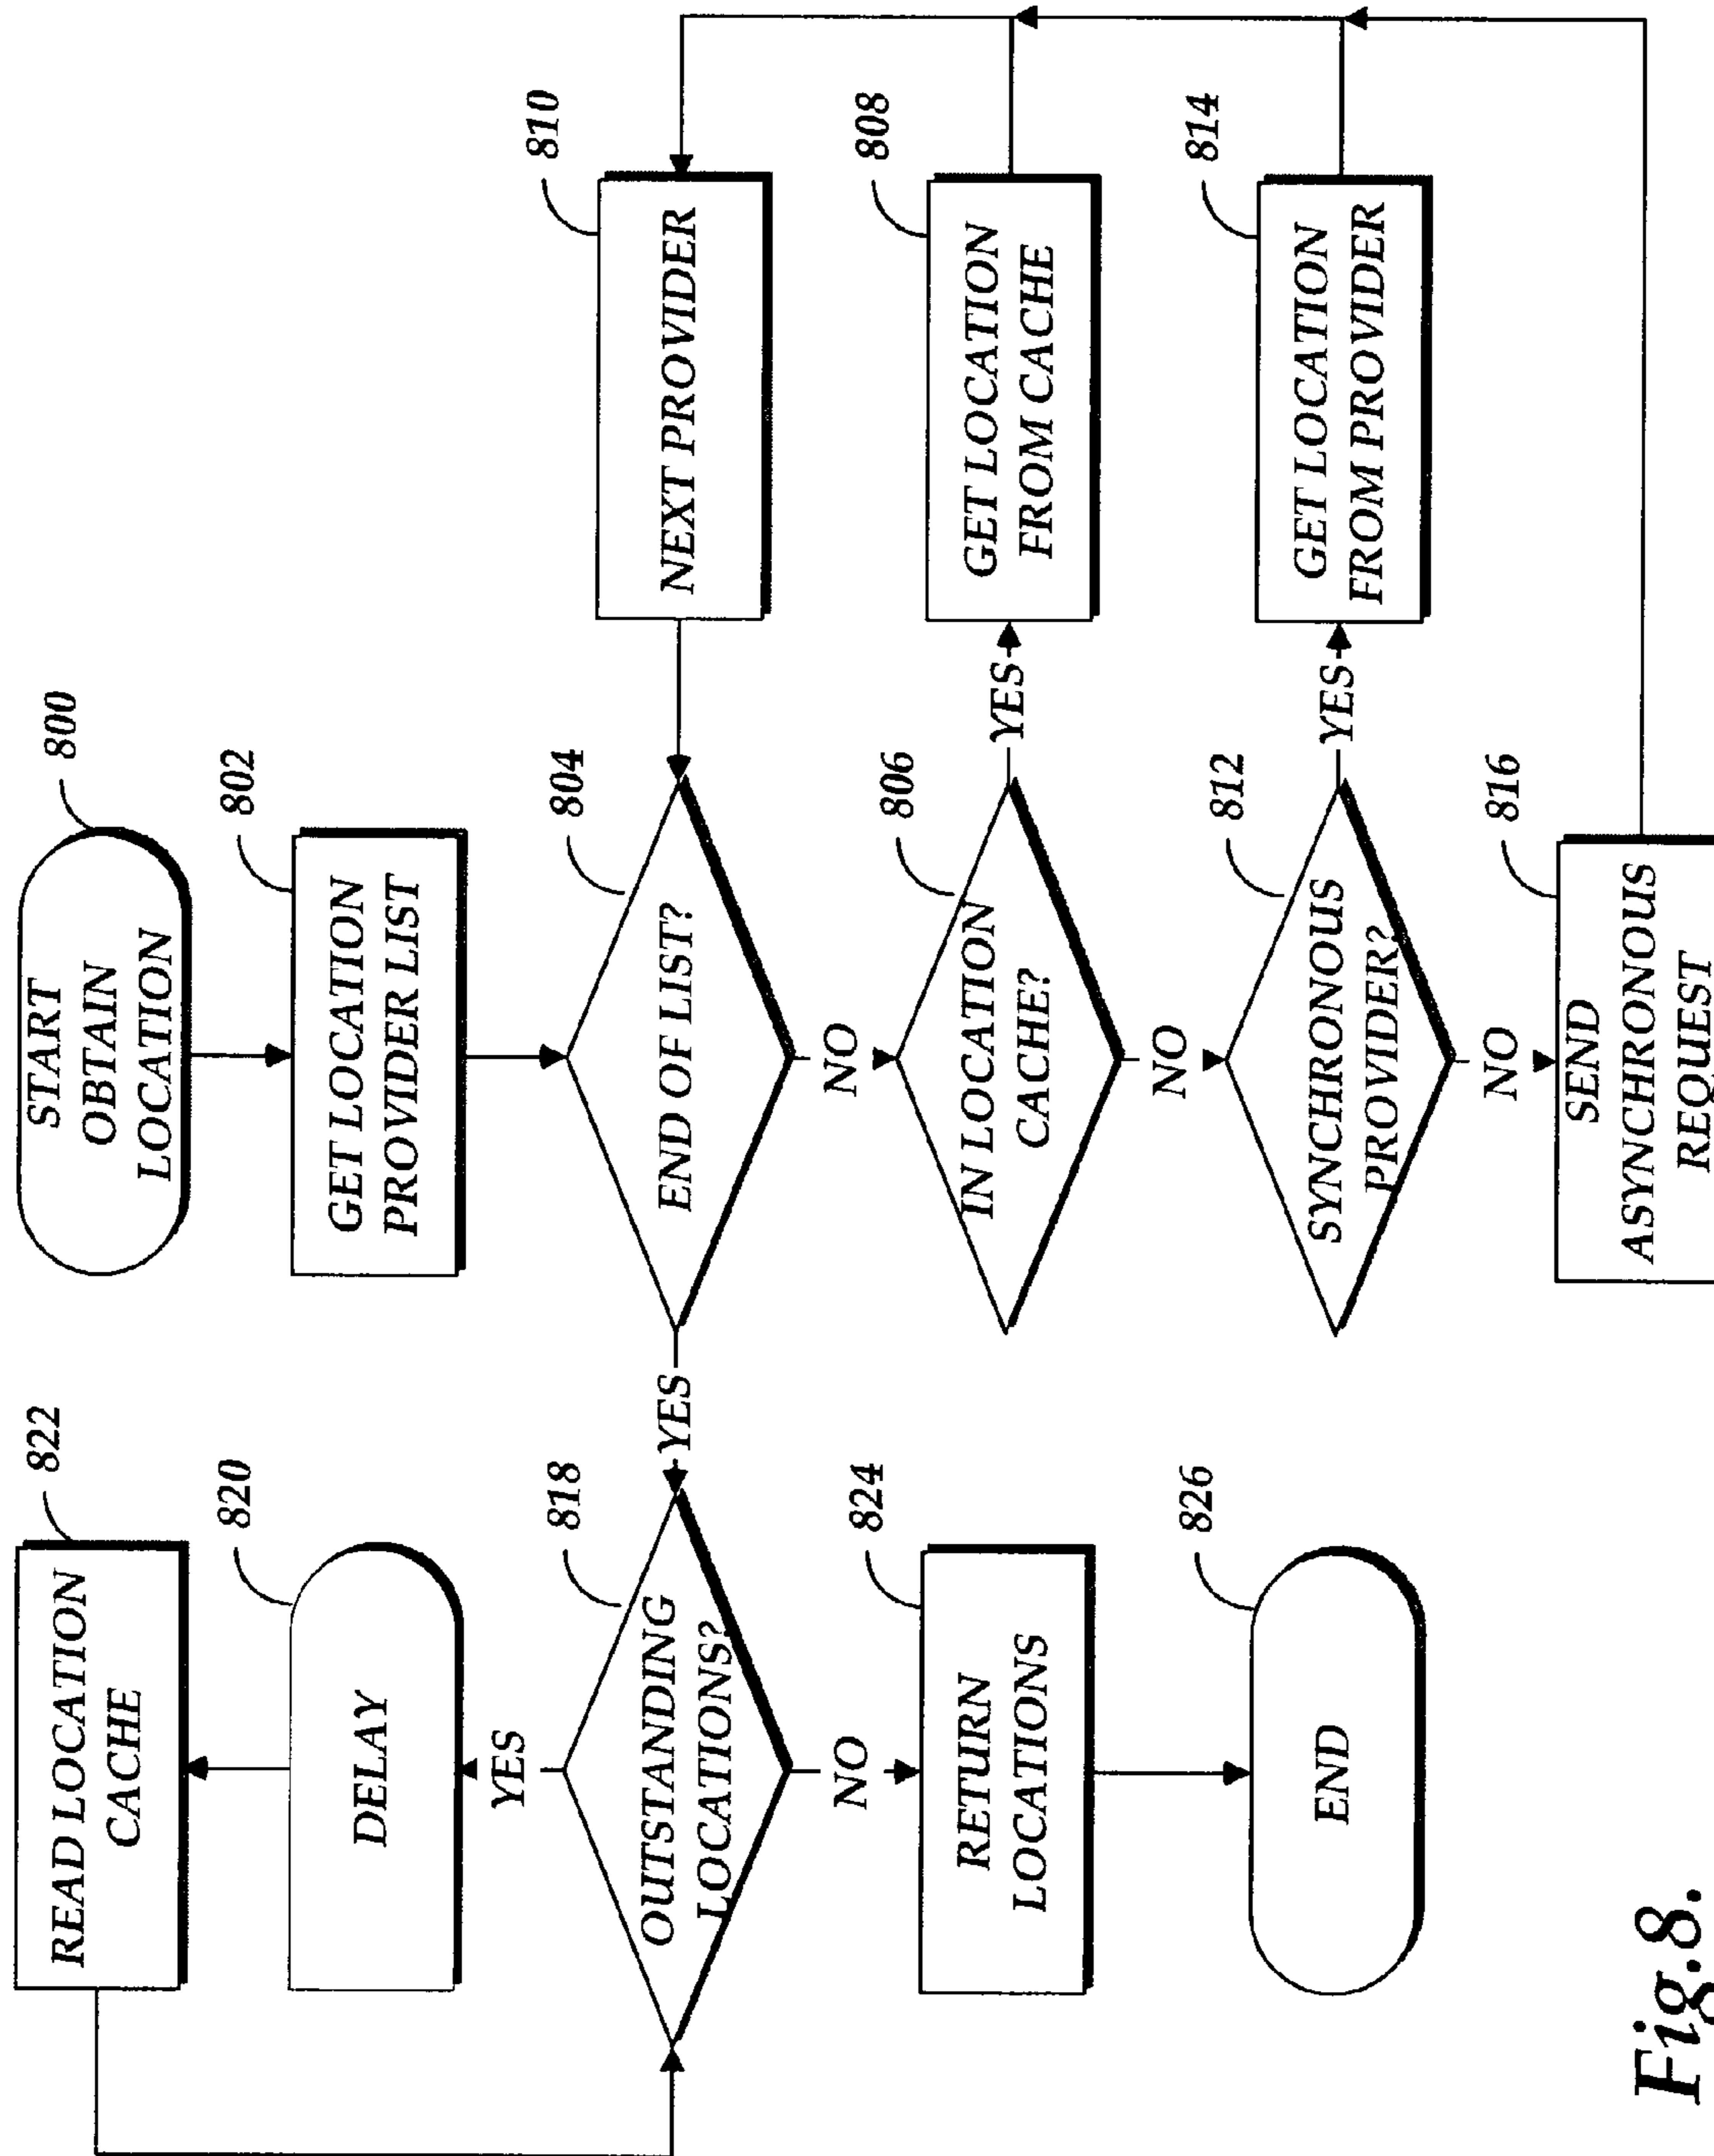 822
READ LOCATION
CACHE
820
DELAY
YES
818
OUTSTANDING
LOCATIONS?
NO
824
RETURN
LOCATIONS
826
END
YES
800
START
OBTAIN
LOCATION
802
GET LOCATION
PROVIDER LIST
804
END OF LIST?
NO
806
IN LOCATION
CACHE?
YES
NO
812
SYNCHRONOUS
PROVIDER?
YES
NO
816
SEND
ASYNCHRONOUS
REQUEST
810
NEXT PROVIDER
808
GET LOCATION
FROM CACHE
814
GET LOCATION
FROM PROVIDER
Fig.8.